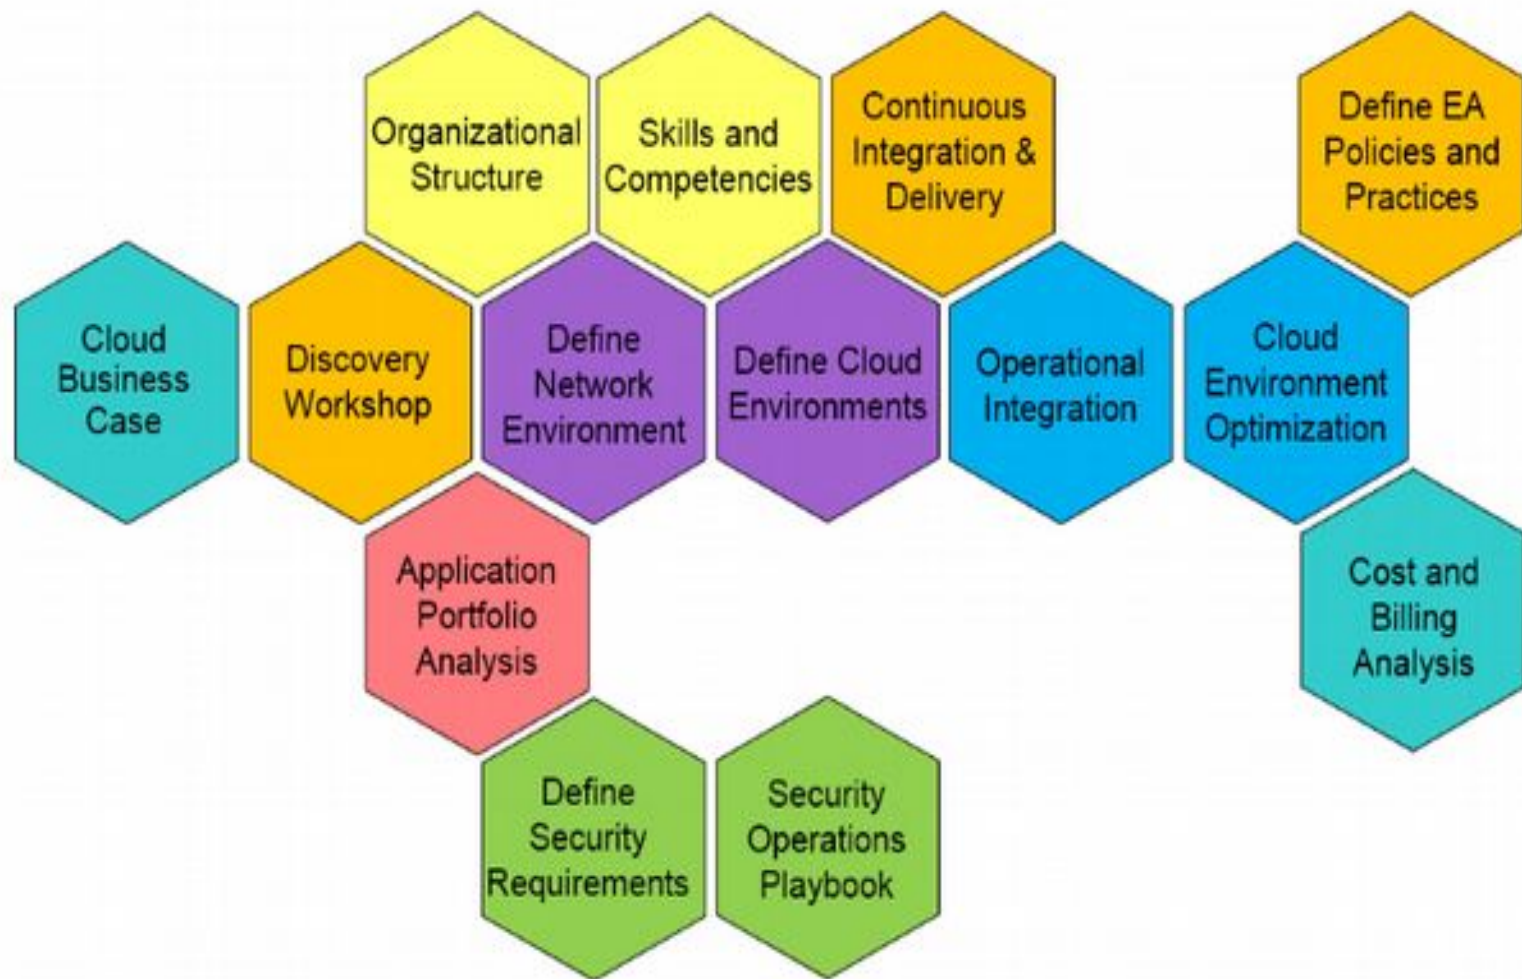 Organizational
Structure
Skills and
Competencies
Continuous
Integration &
Delivery
Define EA
Policies and
Practices
Cloud
Business
Case
Discovery
Workshop
Define
Network
Environment
Define Cloud
Environments
Operational
Integration
Cloud
Environment
Optimization
Application
Portfolio
Analysis
Cost and
Billing
Analysis
Define
Security
Requirements
Security
Operations
Playbook